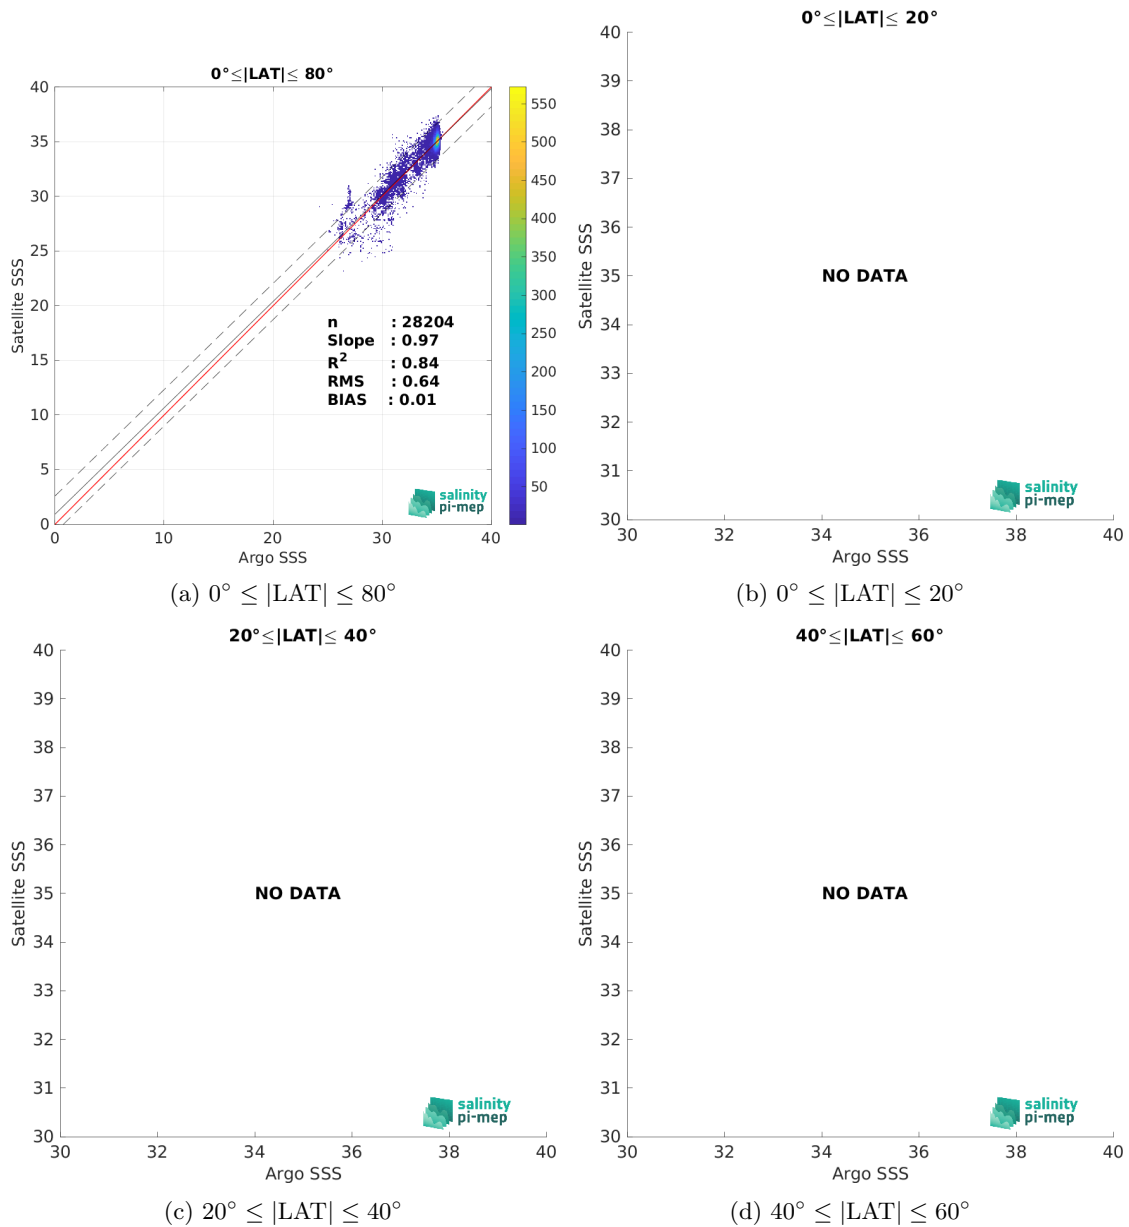 0°≤|LAT|≤ 80°
40
35
30
25
20
15
10
5
0
0
10
20
30
40
Satellite SSS
Argo SSS
n : 28204
Slope : 0.97
R2 : 0.84
RMS : 0.64
BIAS : 0.01
salinity
pi-mep
550
500
450
400
350
300
250
200
150
100
50
(a) 0° ≤ |LAT| ≤ 80°
0°≤|LAT|≤ 20°
40
39
38
37
36
35
34
33
32
31
30
30
32
34
36
38
40
Satellite SSS
Argo SSS
NO DATA
salinity
pi-mep
(b) 0° ≤ |LAT| ≤ 20°
20°≤|LAT|≤ 40°
40
39
38
37
36
35
34
33
32
31
30
30
32
34
36
38
40
Satellite SSS
Argo SSS
NO DATA
salinity
pi-mep
(c) 20° ≤ |LAT| ≤ 40°
40°≤|LAT|≤ 60°
40
39
38
37
36
35
34
33
32
31
30
30
32
34
36
38
40
Satellite SSS
Argo SSS
NO DATA
salinity
pi-mep
(d) 40° ≤ |LAT| ≤ 60°